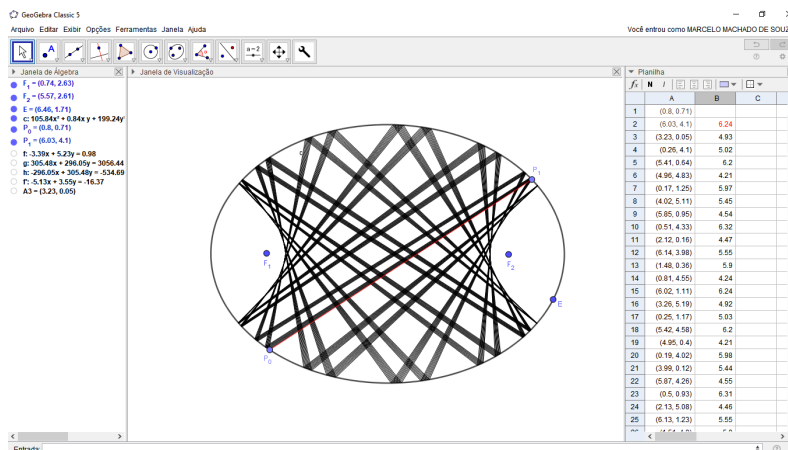 GeoGebra Classic 5
Arquivo Editar Exibir Opções Ferramentas Janela Ajuda
Você entrou como MARCELO MACHADO DE SOUZ
A
a=2
Janela de Álgebra
F1 = (0.74, 2.63)
F2 = (5.57, 2.61)
E = (6.46, 1.71)
c: 105.84x² + 0.84x y + 199.24y
P0 = (0.8, 0.71)
P1 = (6.03, 4.1)
f: -3.39x + 5.23y = 0.98
g: 305.48x + 296.05y = 3056.44
h: -296.05x + 305.48y = -534.69
f': -5.13x + 3.55y = -16.37
A3 = (3.23, 0.05)
Janela de Visualização
c
P1
F1
F2
E
P0
Planilha
fx N I
A B C
1 (0.8, 0.71)
2 (6.03, 4.1) 6.24
3 (3.23, 0.05) 4.93
4 (0.26, 4.1) 5.02
5 (5.41, 0.64) 6.2
6 (4.96, 4.83) 4.21
7 (0.17, 1.25) 5.97
8 (4.02, 5.11) 5.45
9 (5.85, 0.95) 4.54
10 (0.51, 4.33) 6.32
11 (2.12, 0.16) 4.47
12 (6.14, 3.98) 5.55
13 (1.48, 0.36) 5.9
14 (0.81, 4.55) 4.24
15 (6.02, 1.11) 6.24
16 (3.26, 5.19) 4.92
17 (0.25, 1.17) 5.03
18 (5.42, 4.58) 6.2
19 (4.95, 0.4) 4.21
20 (0.19, 4.02) 5.98
21 (3.99, 0.12) 5.44
22 (5.87, 4.26) 4.55
23 (0.5, 0.93) 6.31
24 (2.13, 5.08) 4.46
25 (6.13, 1.23) 5.55
Entrada: